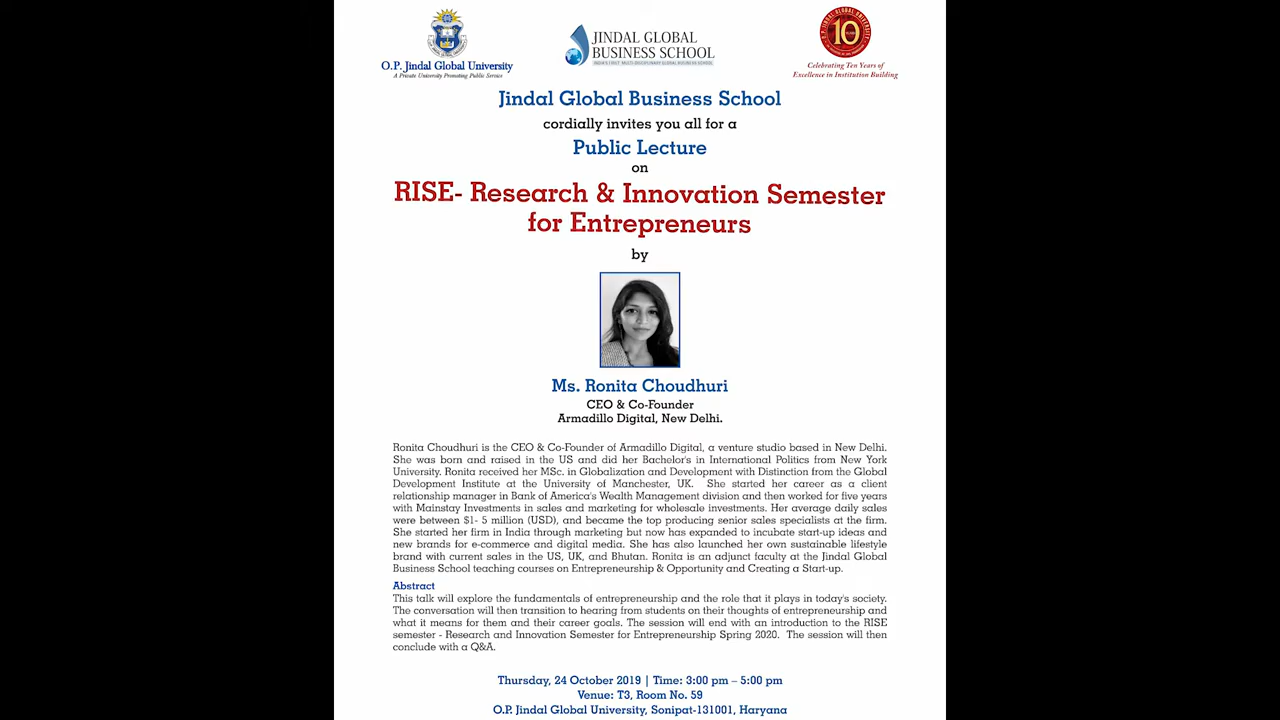 O.P. Jindal Global University
A Private University Promoting Public Service
JINDAL GLOBAL
BUSINESS SCHOOL
INDIA'S FIRST MULTI-DISCIPLINARY GLOBAL BUSINESS SCHOOL
10
Celebrating Ten Years of
Excellence in Institution Building
Jindal Global Business School
cordially invites you all for a
Public Lecture
on
RISE- Research & Innovation Semester
for Entrepreneurs
by
Ms. Ronita Choudhuri
CEO & Co-Founder
Armadillo Digital, New Delhi.
Ronita Choudhuri is the CEO & Co-Founder of Armadillo Digital, a venture studio based in New Delhi.
She was born and raised in the US and did her Bachelor's in International Politics from New York
University. Ronita received her MSc. in Globalization and Development with Distinction from the Global
Development Institute at the University of Manchester, UK. She started her career as a client
relationship manager in Bank of America's Wealth Management division and then worked for five years
with Mainstay Investments in sales and marketing for wholesale investments. Her average daily sales
were between $1- 5 million (USD), and became the top producing senior sales specialists at the firm.
She started her firm in India through marketing but now has expanded to incubate start-up ideas and
new brands for e-commerce and digital media. She has also launched her own sustainable lifestyle
brand with current sales in the US, UK, and Bhutan. Ronita is an adjunct faculty at the Jindal Global
Business School teaching courses on Entrepreneurship & Opportunity and Creating a Start-up.
Abstract
This talk will explore the fundamentals of entrepreneurship and the role that it plays in today's society.
The conversation will then transition to hearing from students on their thoughts of entrepreneurship and
what it means for them and their career goals. The session will end with an introduction to the RISE
semester - Research and Innovation Semester for Entrepreneurship Spring 2020. The session will then
conclude with a Q&A.
Thursday, 24 October 2019 | Time: 3:00 pm – 5:00 pm
Venue: T3, Room No. 59
O.P. Jindal Global University, Sonipat-131001, Haryana